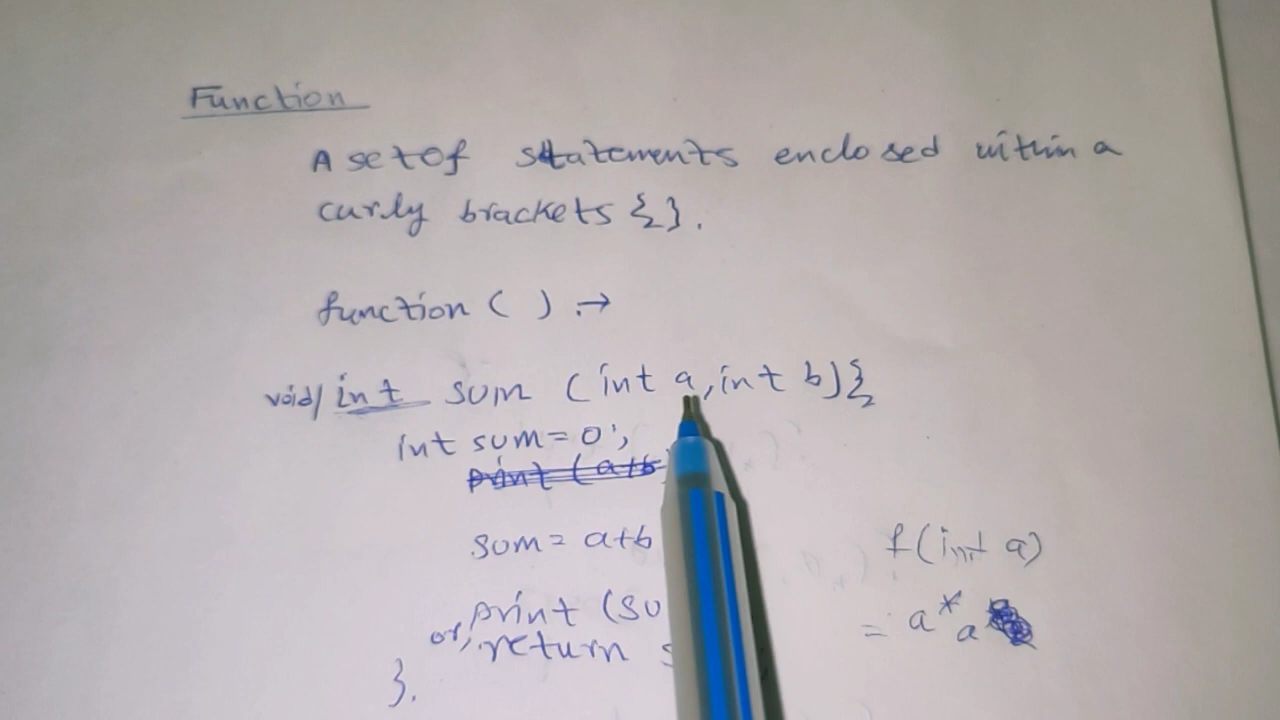 Function
A set of statements enclosed within a
curly brackets {}.
function ( ) :→
void/int sum (int a, int b) {
int sum = 0;
print (a+b
sum = a+b
f(int a)
print (su
= a* a
or, return s
}.